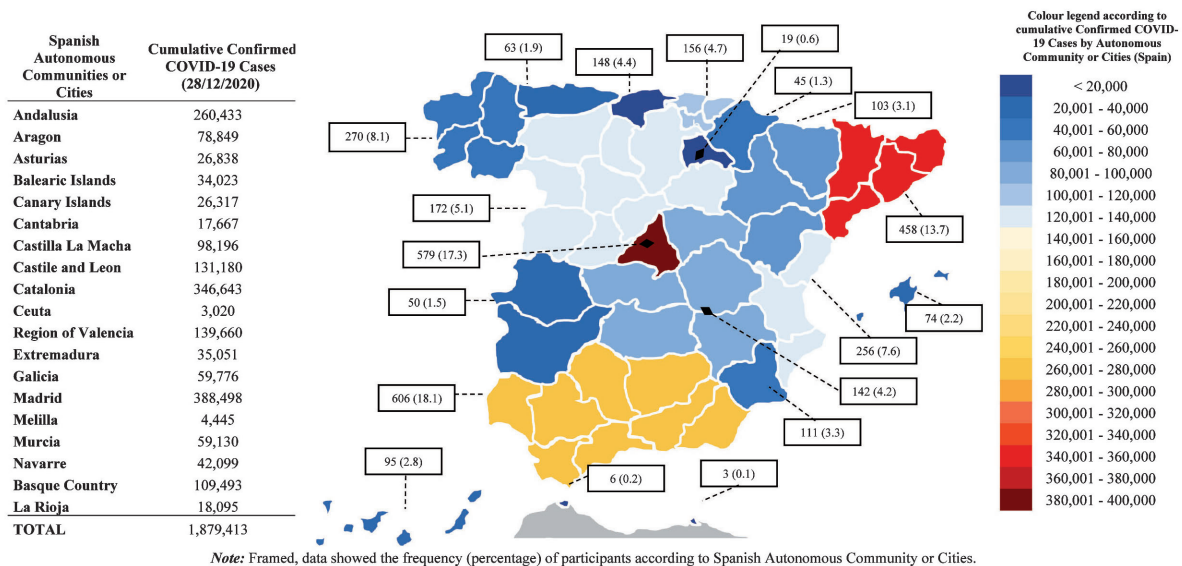 Spanish
Autonomous
Communities or
Cities
Cumulative Confirmed
COVID-19 Cases
(28/12/2020)
Andalusia 260,433
Aragon 78,849
Asturias 26,838
Balearic Islands 34,023
Canary Islands 26,317
Cantabria 17,667
Castilla La Macha 98,196
Castile and Leon 131,180
Catalonia 346,643
Ceuta 3,020
Region of Valencia 139,660
Extremadura 35,051
Galicia 59,776
Madrid 388,498
Melilla 4,445
Murcia 59,130
Navarre 42,099
Basque Country 109,493
La Rioja 18,095
TOTAL 1,879,413
63 (1.9)
148 (4.4)
156 (4.7)
19 (0.6)
45 (1.3)
103 (3.1)
270 (8.1)
172 (5.1)
579 (17.3)
458 (13.7)
50 (1.5)
74 (2.2)
256 (7.6)
142 (4.2)
606 (18.1)
111 (3.3)
95 (2.8)
6 (0.2)
3 (0.1)
Colour legend according to
cumulative Confirmed COVID-
19 Cases by Autonomous
Community or Cities (Spain)
< 20,000
20,001 - 40,000
40,001 - 60,000
60,001 - 80,000
80,001 - 100,000
100,001 - 120,000
120,001 - 140,000
140,001 - 160,000
160,001 - 180,000
180,001 - 200,000
200,001 - 220,000
220,001 - 240,000
240,001 - 260,000
260,001 - 280,000
280,001 - 300,000
300,001 - 320,000
320,001 - 340,000
340,001 - 360,000
360,001 - 380,000
380,001 - 400,000
Note: Framed, data showed the frequency (percentage) of participants according to Spanish Autonomous Community or Cities.